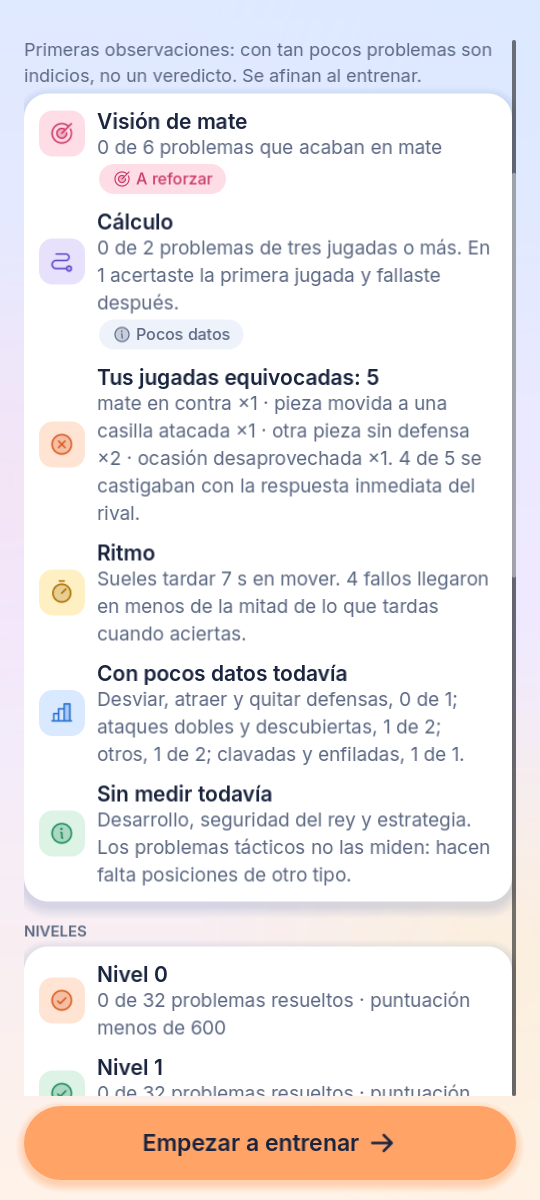 Primeras observaciones: con tan pocos problemas son
indicios, no un veredicto. Se afinan al entrenar.
Visión de mate
0 de 6 problemas que acaban en mate
A reforzar
Cálculo
0 de 2 problemas de tres jugadas o más. En
1 acertaste la primera jugada y fallaste
después.
Pocos datos
Tus jugadas equivocadas: 5
mate en contra ×1 · pieza movida a una
casilla atacada ×1 · otra pieza sin defensa
×2 · ocasión desaprovechada ×1. 4 de 5 se
castigaban con la respuesta inmediata del
rival.
Ritmo
Sueles tardar 7 s en mover. 4 fallos llegaron
en menos de la mitad de lo que tardas
cuando aciertas.
Con pocos datos todavía
Desviar, atraer y quitar defensas, 0 de 1;
ataques dobles y descubiertas, 1 de 2;
otros, 1 de 2; clavadas y enfiladas, 1 de 1.
Sin medir todavía
Desarrollo, seguridad del rey y estrategia.
Los problemas tácticos no las miden: hacen
falta posiciones de otro tipo.
NIVELES
Nivel 0
0 de 32 problemas resueltos · puntuación
menos de 600
Nivel 1
0 de 32 problemas resueltos · puntuación
Empezar a entrenar →